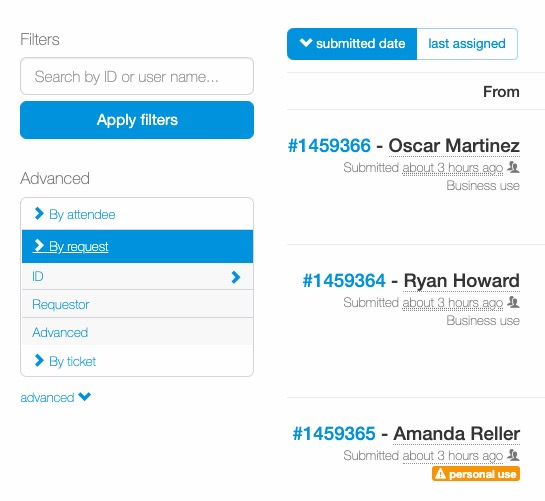 Filters
Search by ID or user name...
Apply filters
Advanced
By attendee
By request
ID
Requestor
Advanced
By ticket
advanced
submitted date
last assigned
From
#1459366 - Oscar Martinez
Submitted about 3 hours ago
Business use
#1459364 - Ryan Howard
Submitted about 3 hours ago
Business use
#1459365 - Amanda Reller
Submitted about 3 hours ago
personal use